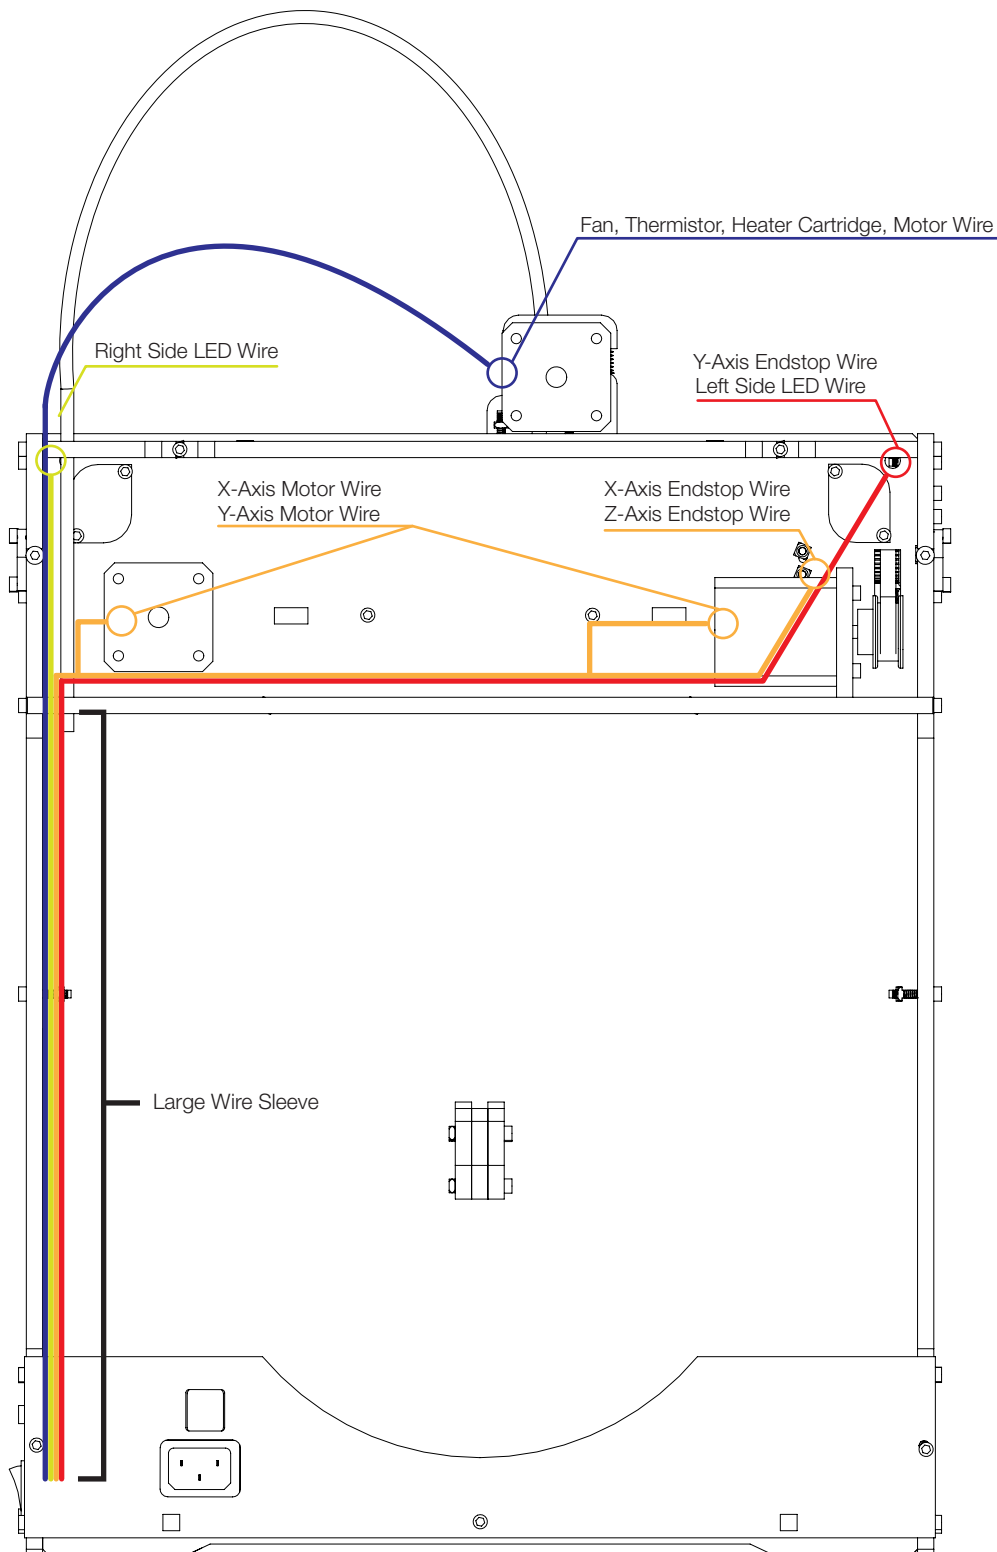 Fan, Thermistor, Heater Cartridge, Motor Wire
Right Side LED Wire
Y-Axis Endstop Wire
Left Side LED Wire
X-Axis Motor Wire
Y-Axis Motor Wire
X-Axis Endstop Wire
Z-Axis Endstop Wire
Large Wire Sleeve